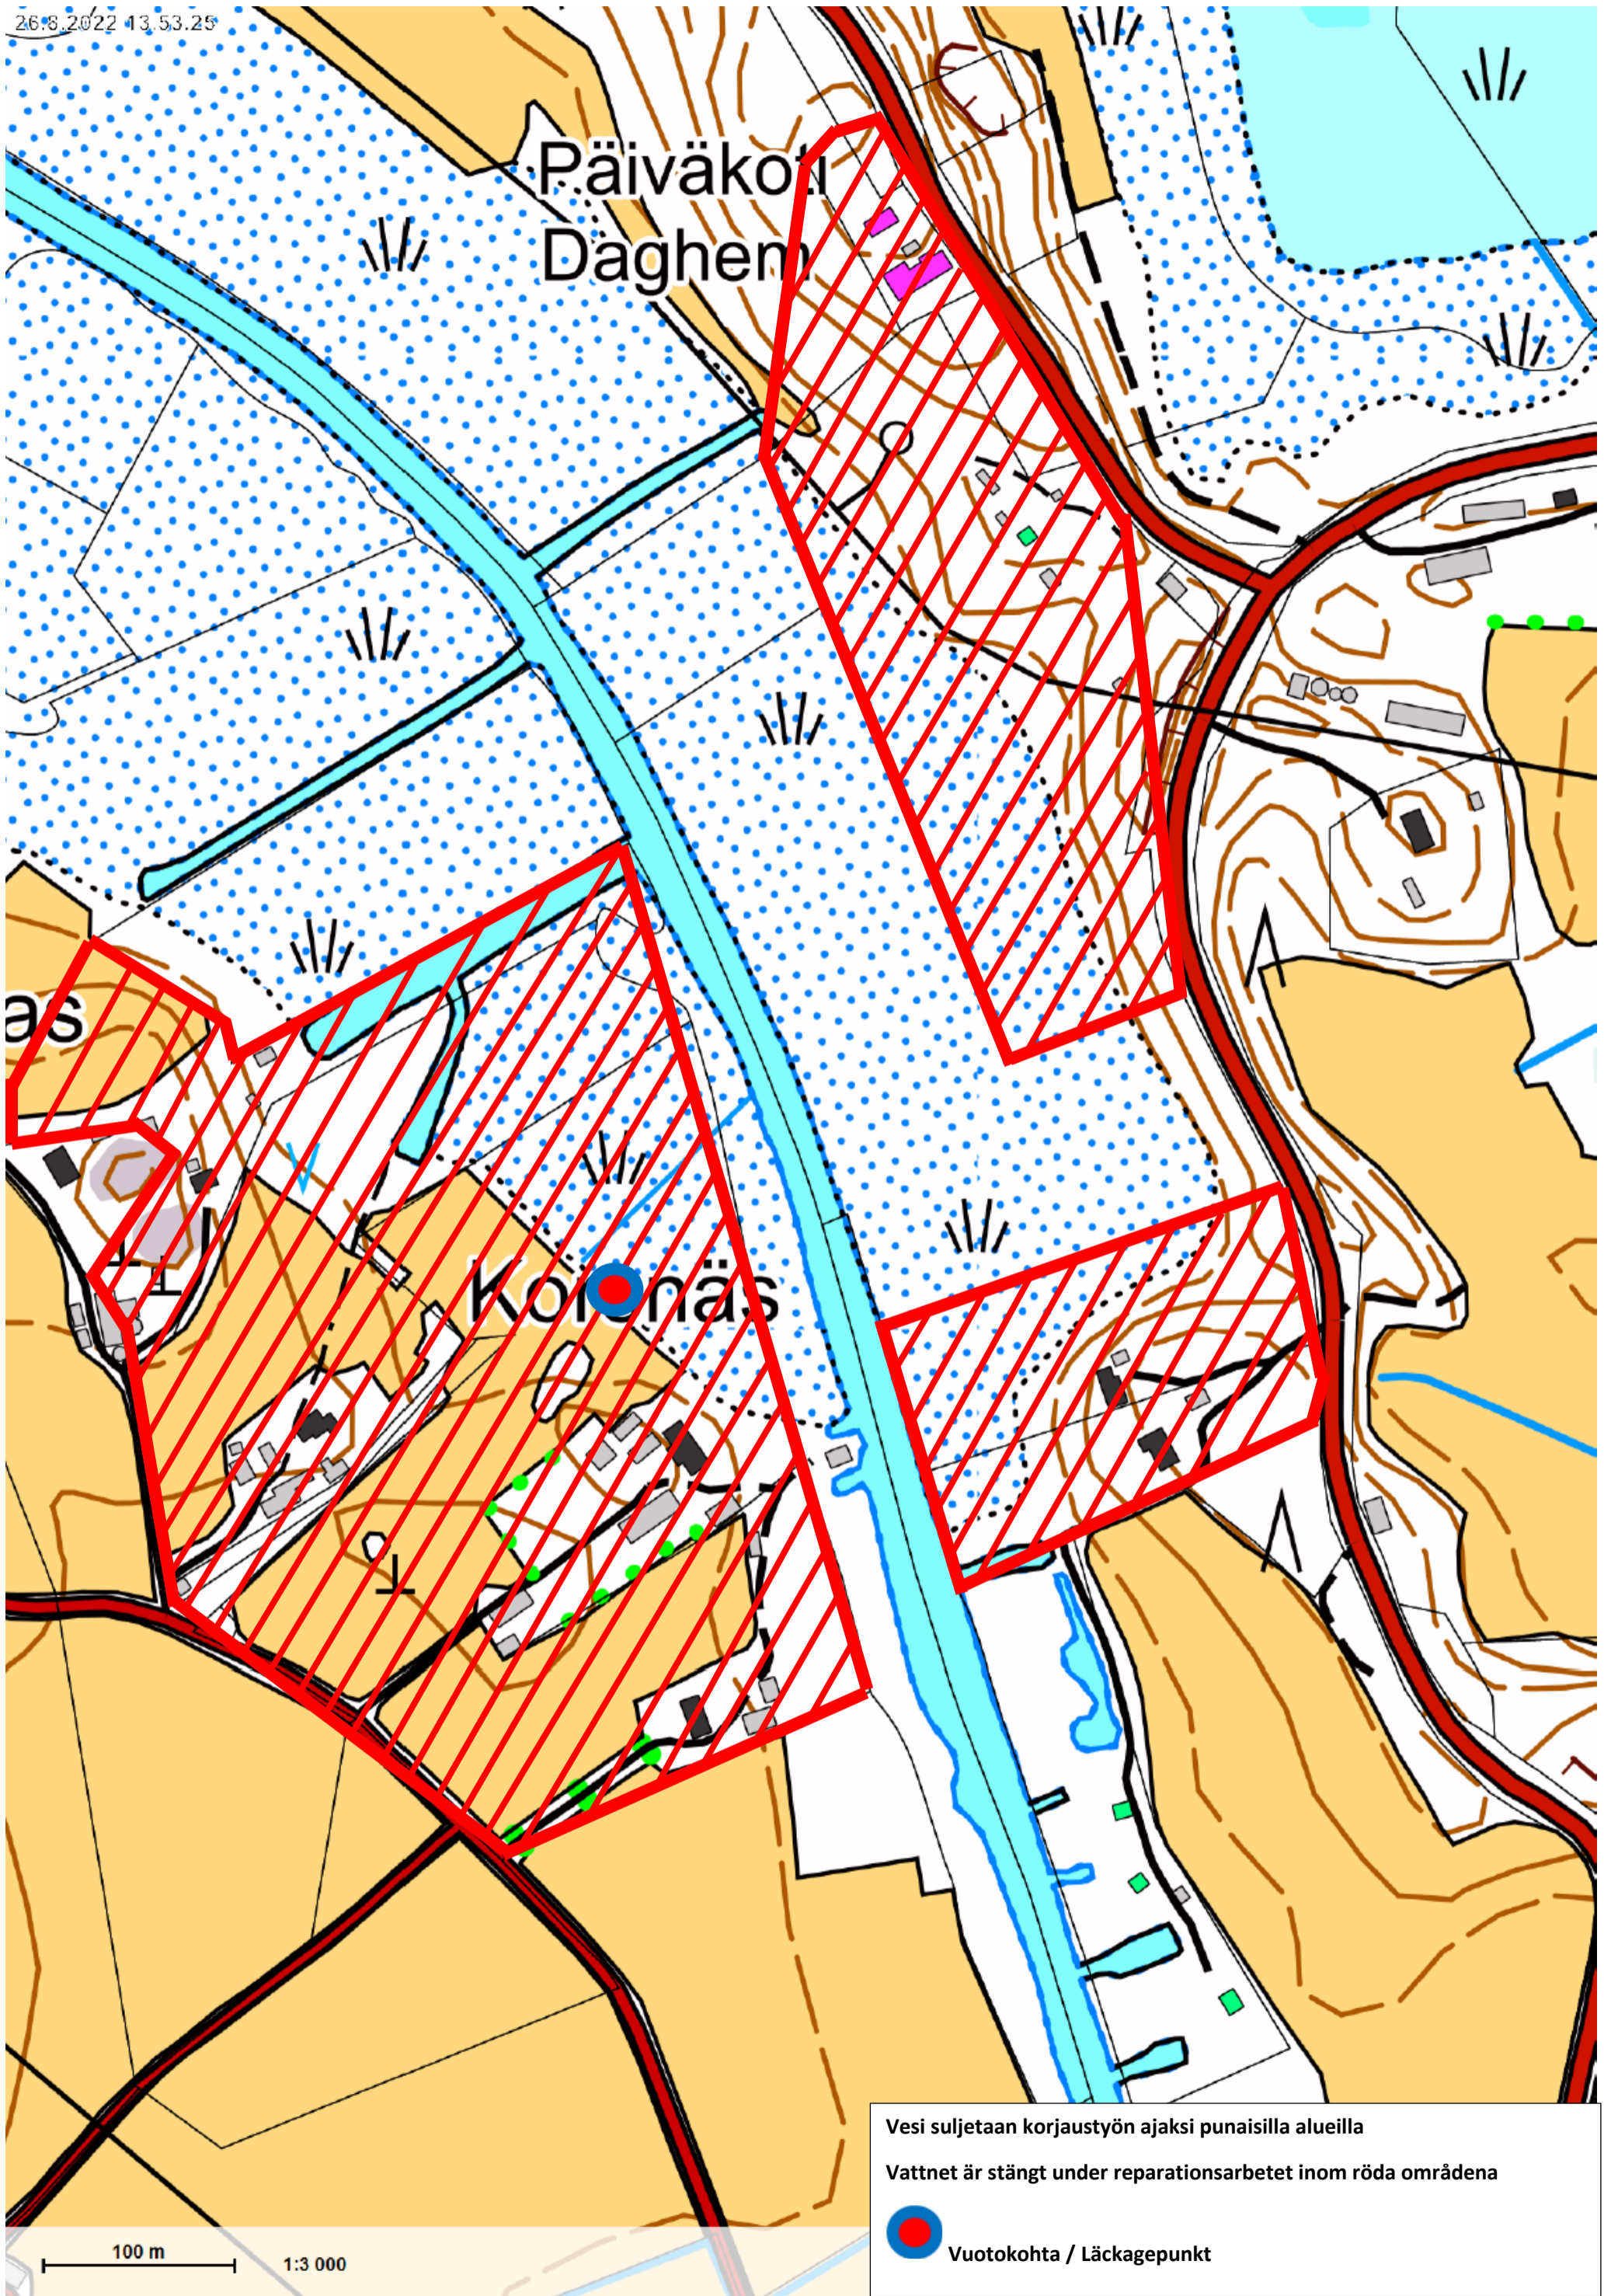 26.8.2022 13.53.25
Päiväkoti
Daghem
as
Vesi suljetaan korjaustyön ajaksi punaisilla alueilla
Vattnet är stängt under reparationsarbetet inom röda områdena
Vuotokohta / Läckagepunkt
100 m
1:3 000